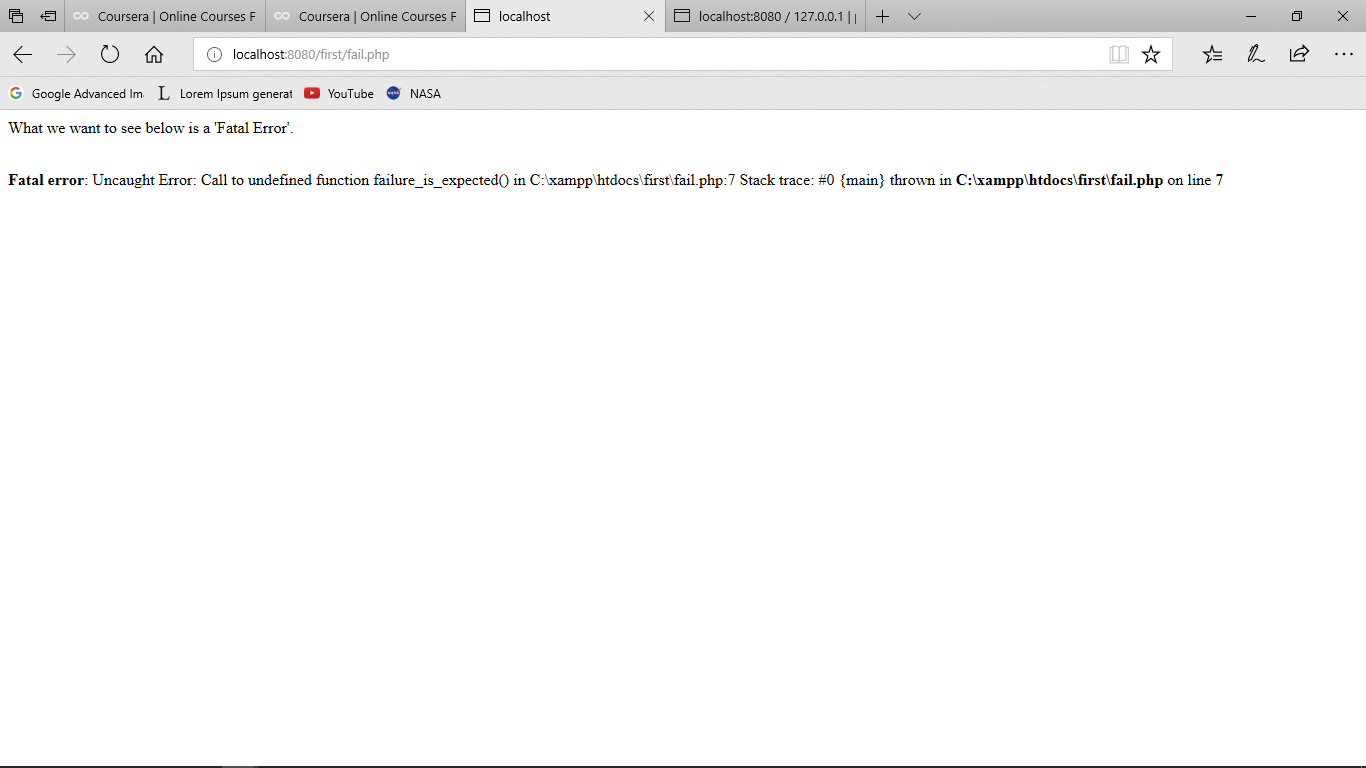 Coursera | Online Courses F
Coursera | Online Courses F
localhost
localhost:8080 / 127.0.0.1 | p
localhost:8080/first/fail.php
Google Advanced Im
Lorem Ipsum generat
YouTube
NASA
What we want to see below is a 'Fatal Error'.
Fatal error: Uncaught Error: Call to undefined function failure_is_expected() in C:\xampp\htdocs\first\fail.php:7 Stack trace: #0 {main} thrown in C:\xampp\htdocs\first\fail.php on line 7